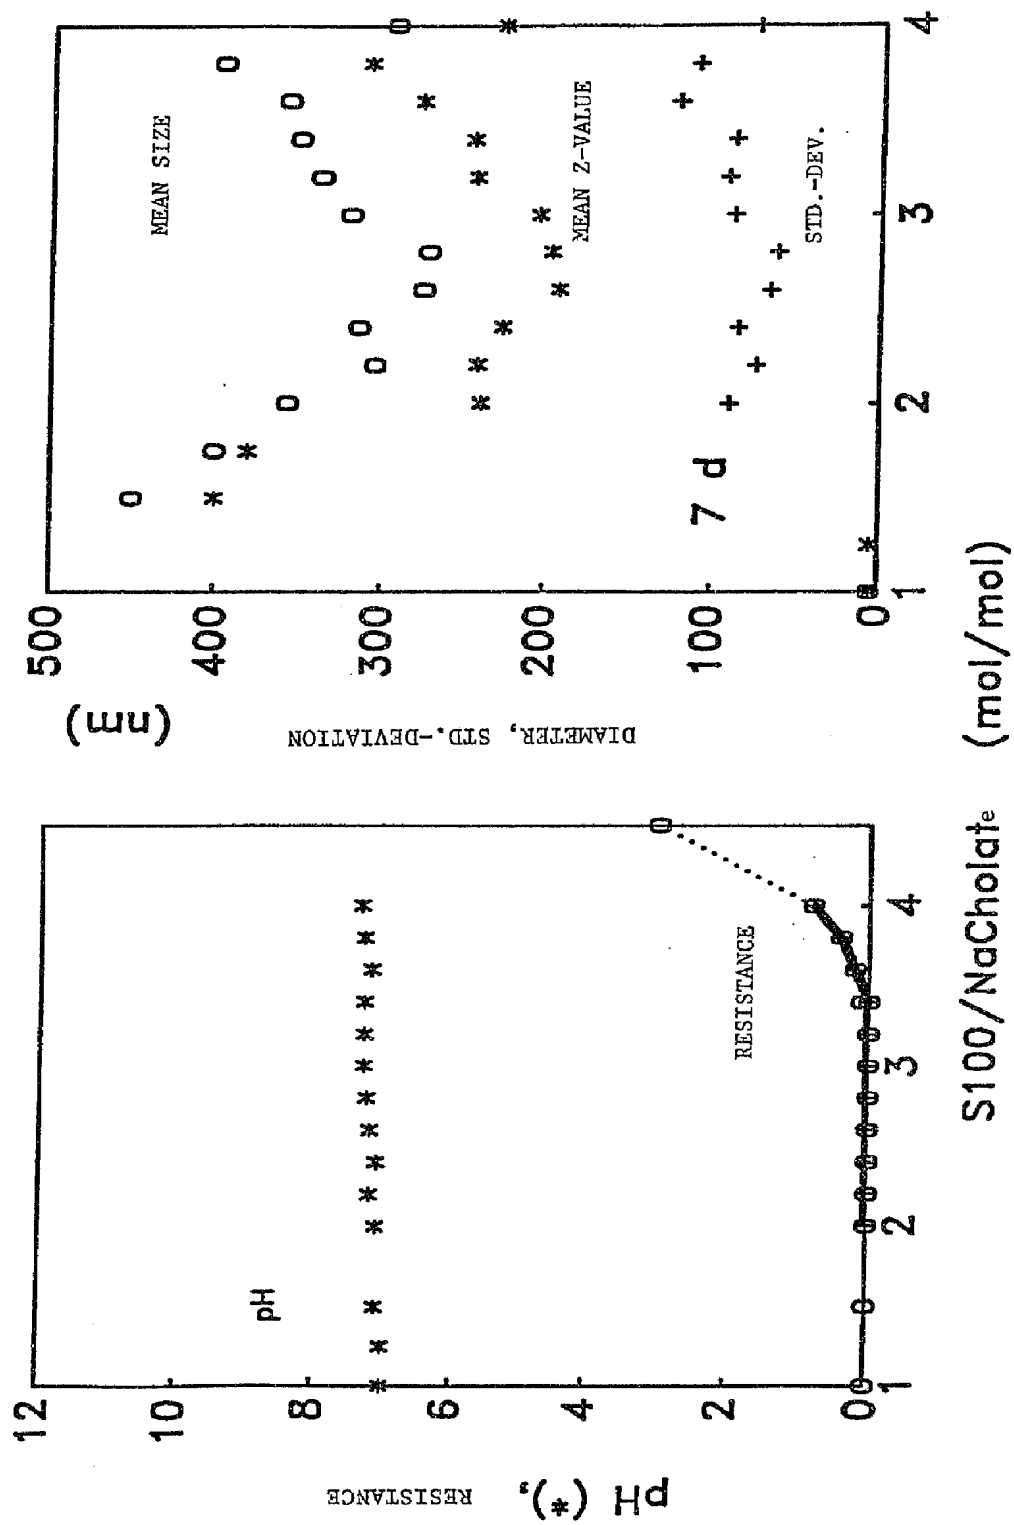 500
400
300
200
100
0
(nm)
DIAMETER, STD.-DEVIATION
MEAN SIZE
MEAN Z-VALUE
STD.-DEV.
7 d
1
2
3
4
12
10
8
6
4
2
0
pH (*),
RESISTANCE
pH
RESISTANCE
1
2
3
4
S100/NaCholate (mol/mol)